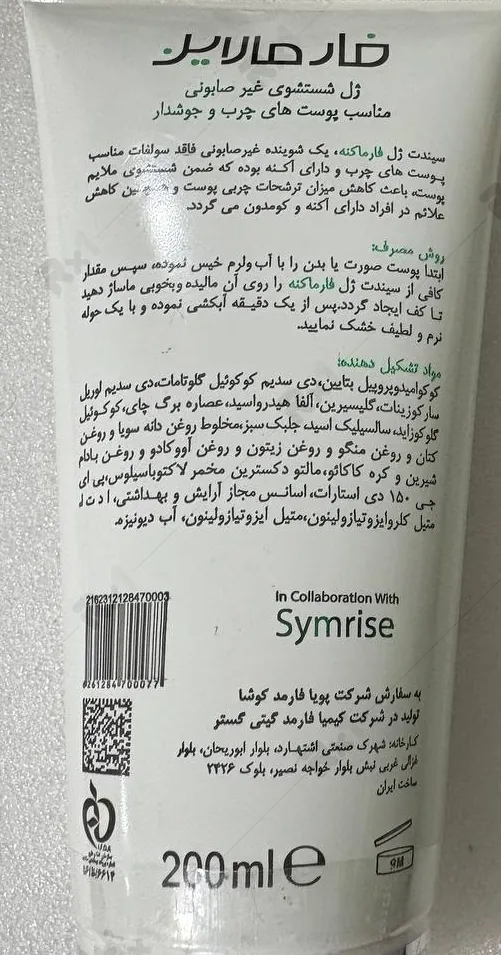 فارمالاین
ژل شستشوی غیر صابونی
مناسب پوست های چرب و جوشدار
سیندت ژل فارماکنه، یک شوینده غیرصابونی فاقد سولفات مناسب
پوست های چرب و دارای آکنه بوده که ضمن شستشوی ملایم
پوست، باعث کاهش میزان ترشحات چربی پوست و همچنین کاهش
علائم در افراد دارای آکنه و کومدون می گردد.
روش مصرف:
ابتدا پوست صورت یا بدن را با آب ولرم خیس نموده، سپس مقدار
کافی از سیندت ژل فارماکنه را روی آن مالیده وبخوبی ماساژ دهید
تا کف ایجاد گردد.پس از یک دقیقه آبکشی نموده و با یک حوله
نرم و لطیف خشک نمایید.
مواد تشکیل دهنده:
کوکوامیدوپروپیل بتایین،دی سدیم کوکوئیل گلوتامات،دی سدیم لوریل
سارکوزینات،گلیسیرین،آلفا هیدرواسید،عصاره برگ چای،کوکوئیل
گلوکوزاید،سالسیلیک اسید، جلبک سبز،مخلوط روغن دانه سویا و روغن
کتان و روغن منگو و روغن زیتون و روغن آووکادو و روغن بادام
شیرین و کره کاکائو،مالتو دکسترین مخمر لاکتوباسیلوس،پی ای
جی ۱۵۰ دی استارات، اسانس مجاز آرایش و بهداشتی، ا د ت ا
متیل کلروایزوتیازولینون،متیل ایزوتیازولینون، آب دیونیزه.
2162312128470003
In Collaboration With
Symrise
به سفارش شرکت پویا فارمد کوشا
تولید در شرکت کیمیا فارمد گیتی گستر
کارخانه: شهرک صنعتی اشتهارد، بلوار ابوریحان، بلوار
غزالی غربی نبش بلوار خواجه نصیر، بلوک ۲۴۲۶
ساخت ایران
200ml e
9M